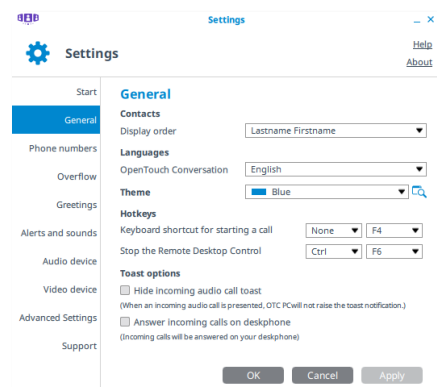 Settings
Help
Settings
About
Start
General
Phone numbers
Overflow
Greetings
Alerts and sounds
Audio device
Video device
Advanced Settings
Support
General
Contacts
Display order Lastname Firstname
Languages
OpenTouch Conversation English
Theme Blue
Hotkeys
Keyboard shortcut for starting a call None F4
Stop the Remote Desktop Control Ctrl F6
Toast options
Hide incoming audio call toast
(When an incoming audio call is presented, OTC PC will not raise the toast notification.)
Answer incoming calls on deskphone
(Incoming calls will be answered on your deskphone)
OK Cancel Apply